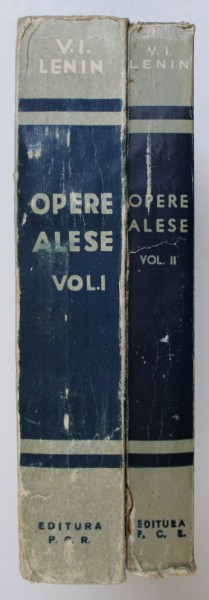 V. I.
LENIN
OPERE
ALESE
VOL. I
EDITURA
P. C. R.
V. I.
LENIN
OPERE
ALESE
VOL. II
EDITURA
P. C. R.